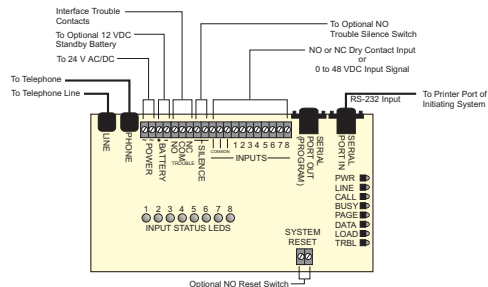 Interface Trouble
Contacts
To Optional 12 VDC
Standby Battery
To 24 V AC/DC
To Optional NO
Trouble Silence Switch
NO or NC Dry Contact Input
or
0 to 48 VDC Input Signal
To Telephone
To Telephone Line
RS-232 Input
To Printer Port of
Initiating System
LINE
PHONE
+ POWER -
+ BATTERY -
NO
COM
NC
TROUBLE
SILENCE
COMMON
1 2 3 4 5 6 7 8
INPUTS
SERIAL
PORT OUT
(PROGRAM)
SERIAL
PORT IN
PWR
LINE
CALL
BUSY
PAGE
DATA
LOAD
TRBL
1 2 3 4 5 6 7 8
INPUT STATUS LEDS
SYSTEM
RESET
Optional NO Reset Switch